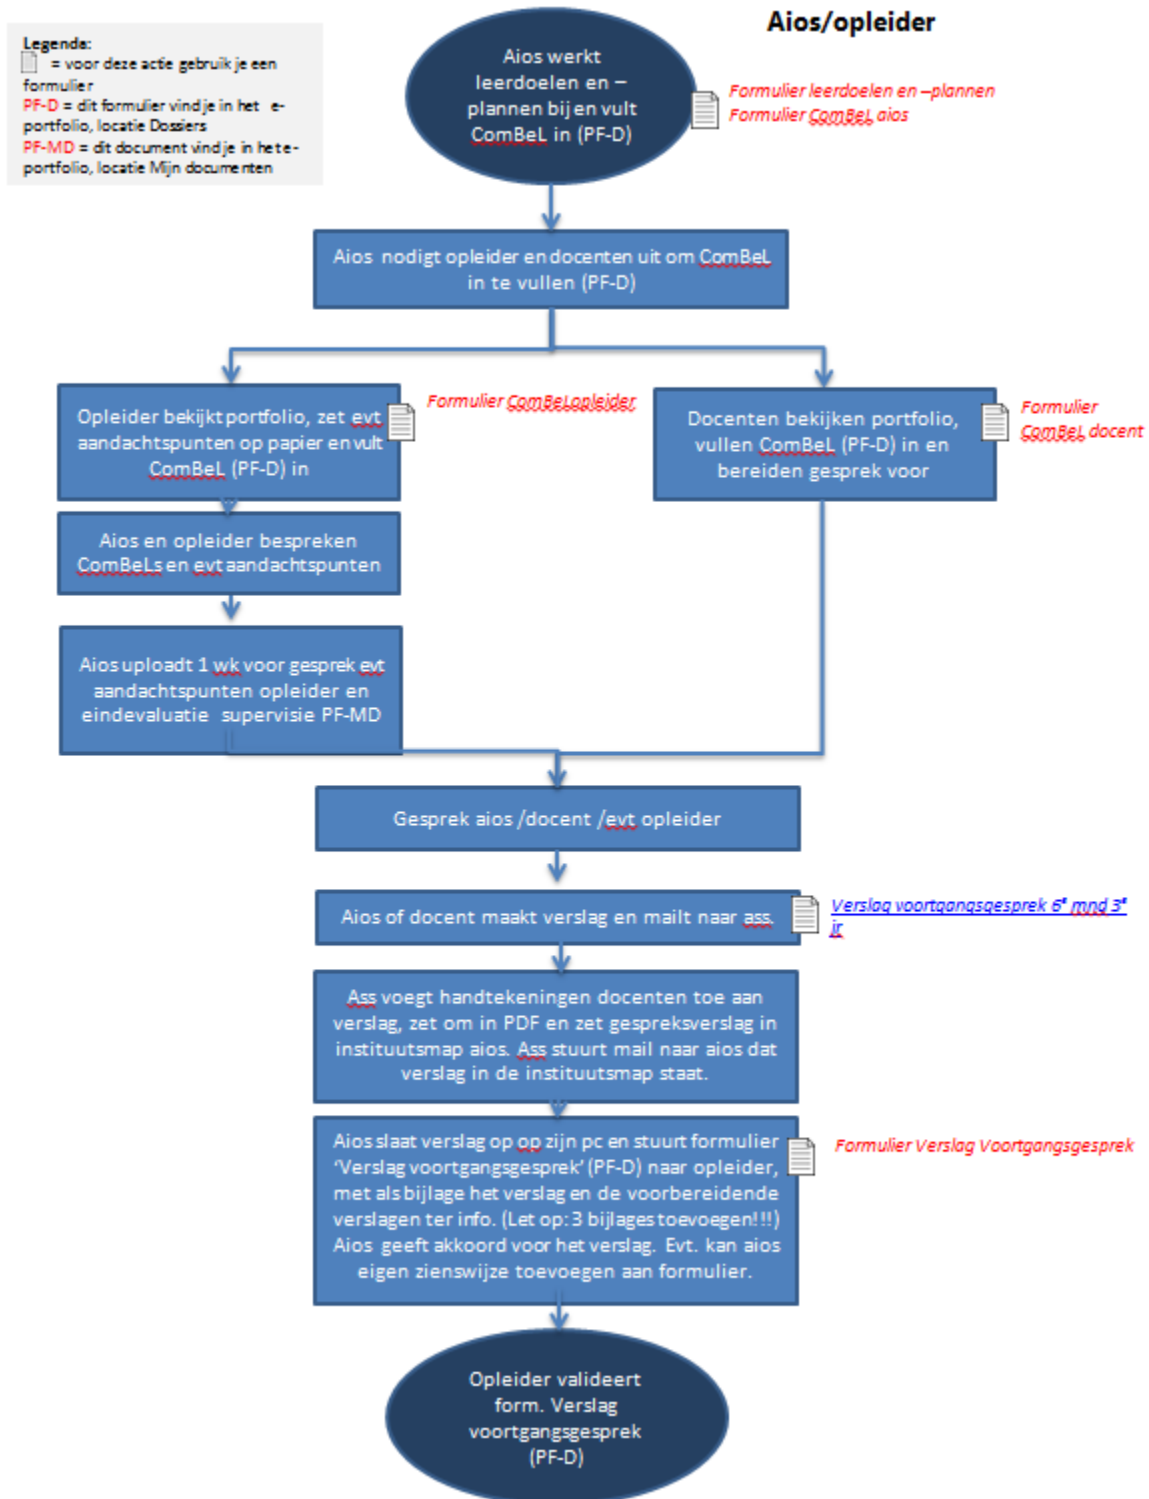 Aios/opleider
Legenda:
= voor deze actie gebruik je een
formulier
PF-D = dit formulier vind je in het e-
portfolio, locatie Dossiers
PF-MD = dit document vind je in het e-
portfolio, locatie Mijn documenten
Aios werkt
leerdoelen en –
plannen bij en vult
ComBeL in (PF-D)
Formulier leerdoelen en –plannen
Formulier ComBeL aios
Aios nodigt opleider en docenten uit om ComBeL
in te vullen (PF-D)
Opleider bekijkt portfolio, zet evt
aandachtspunten op papier en vult
ComBeL (PF-D) in
Formulier ComBeLopleider
Docenten bekijken portfolio,
vullen ComBeL (PF-D) in en
bereiden gesprek voor
Formulier
ComBeL docent
Aios en opleider bespreken
ComBeLs en evt aandachtspunten
Aios uploadt 1 wk voor gesprek evt
aandachtspunten opleider en
eindevaluatie supervisie PF-MD
Gesprek aios /docent /evt opleider
Aios of docent maakt verslag en mailt naar ass.
Verslag voortgangsgesprek 6e mnd 3e
jr
Ass voegt handtekeningen docenten toe aan
verslag, zet om in PDF en zet gespreksverslag in
instituutsmap aios. Ass stuurt mail naar aios dat
verslag in de instituutsmap staat.
Aios slaat verslag op op zijn pc en stuurt formulier
‘Verslag voortgangsgesprek’ (PF-D) naar opleider,
met als bijlage het verslag en de voorbereidende
verslagen ter info. (Let op: 3 bijlages toevoegen!!!)
Aios geeft akkoord voor het verslag. Evt. kan aios
eigen zienswijze toevoegen aan formulier.
Formulier Verslag Voortgangsgesprek
Opleider valideert
form. Verslag
voortgangsgesprek
(PF-D)